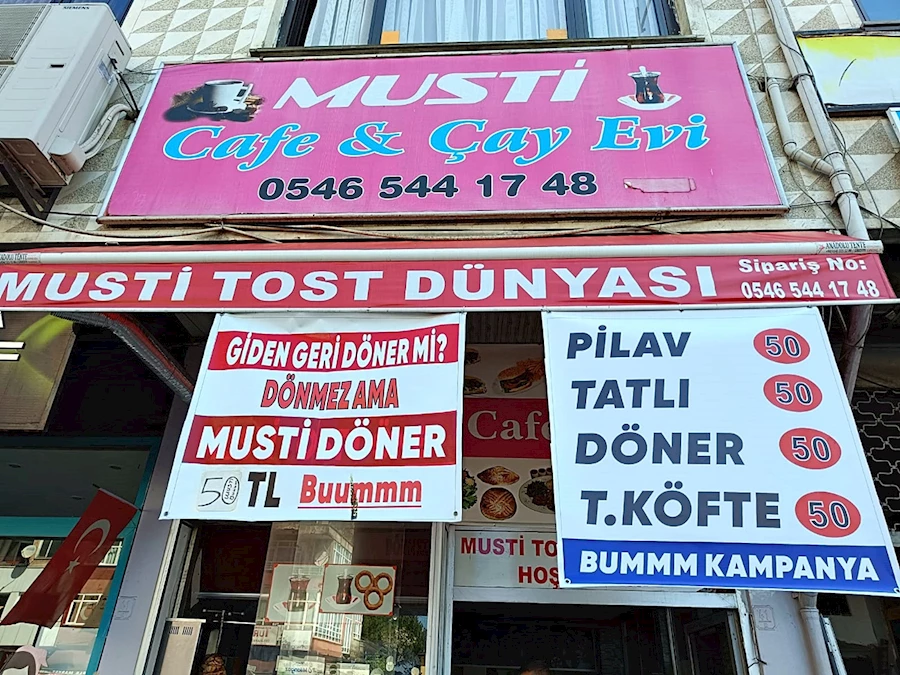 SIEMENS
MUSTİ
Cafe & Çay Evi
0546 544 17 48
ANADOLU TENTE
MUSTİ TOST DÜNYASI
Sipariş No:
0546 544 17 48
GİDEN GERİ DÖNER Mİ?
DÖNMEZ AMA
MUSTİ DÖNER
50 TL Buummm
PİLAV 50
TATLI 50
DÖNER 50
T.KÖFTE 50
BUMMM KAMPANYA
Cafe
MUSTİ TO
HOŞ